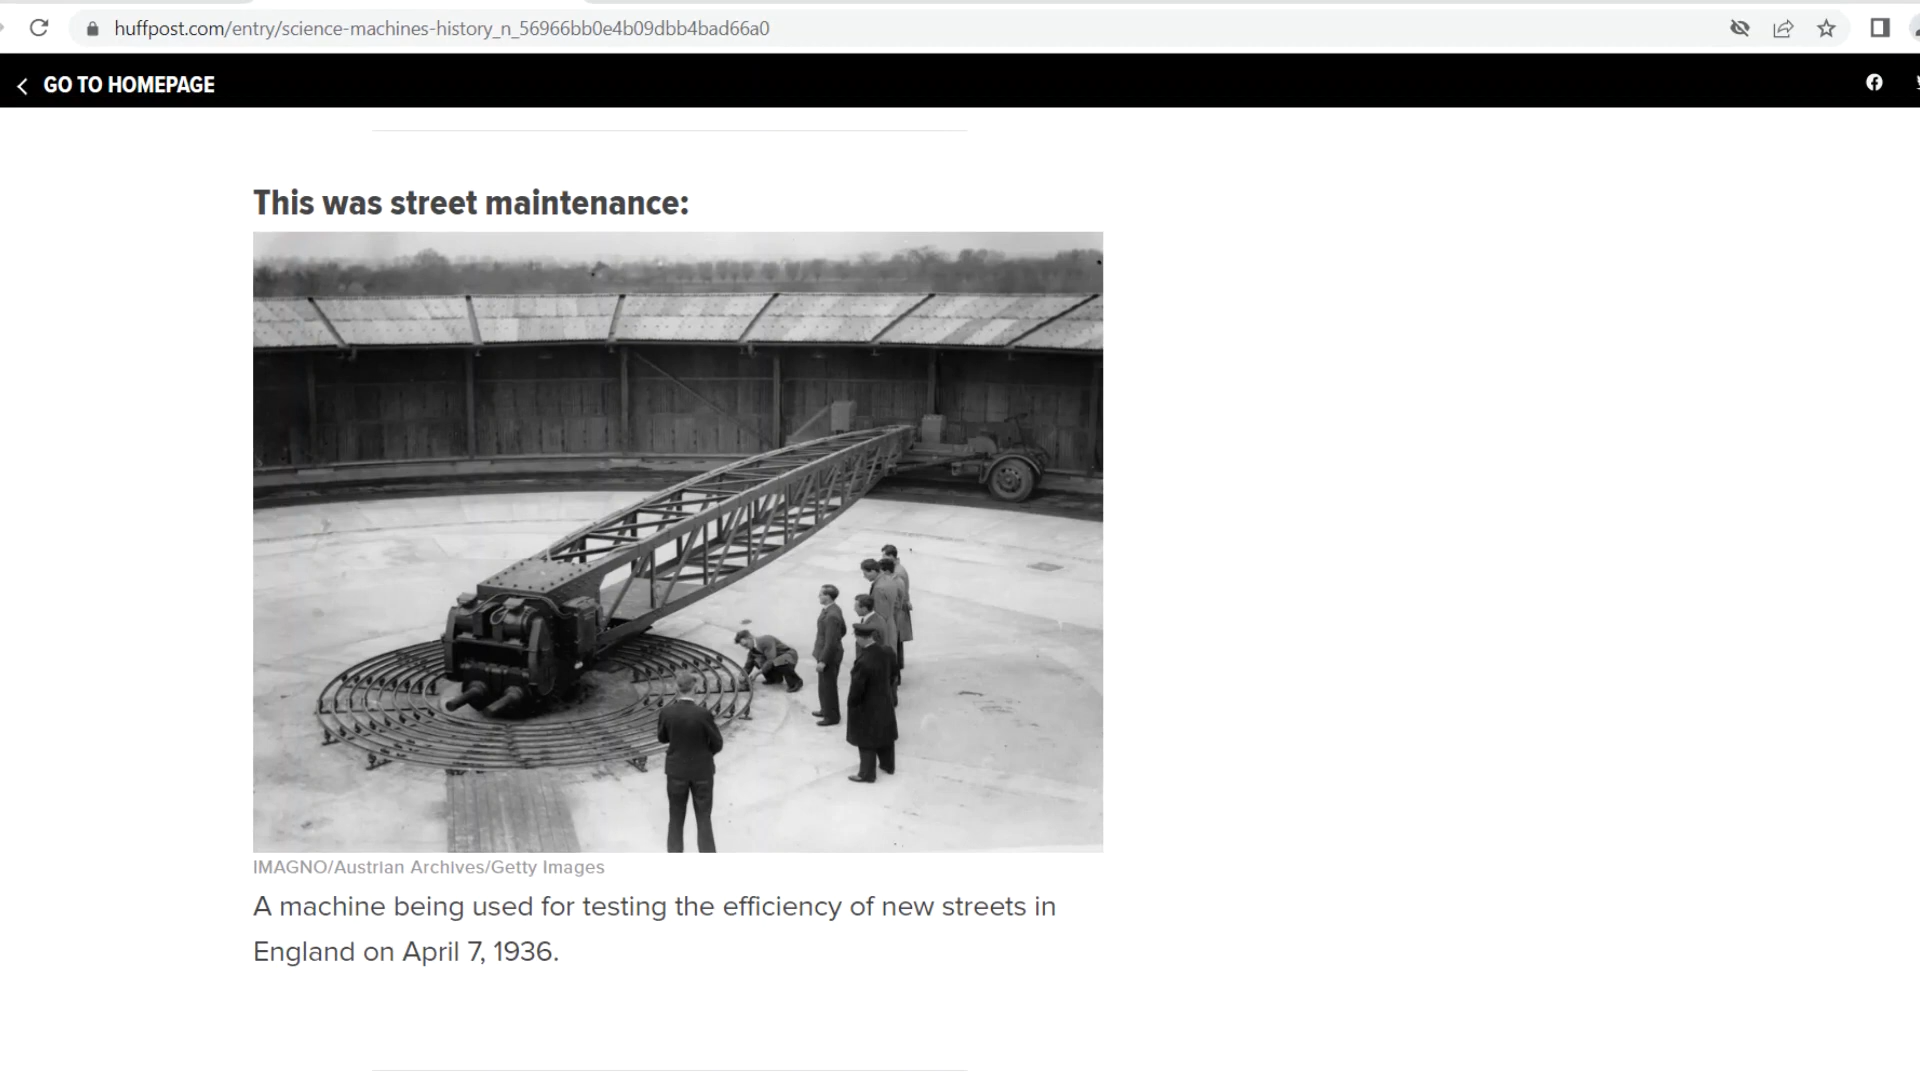 huffpost.com/entry/science-machines-history_n_56966bb0e4b09dbb4bad66a0
GO TO HOMEPAGE
This was street maintenance:
IMAGNO/Austrian Archives/Getty Images
A machine being used for testing the efficiency of new streets in
England on April 7, 1936.